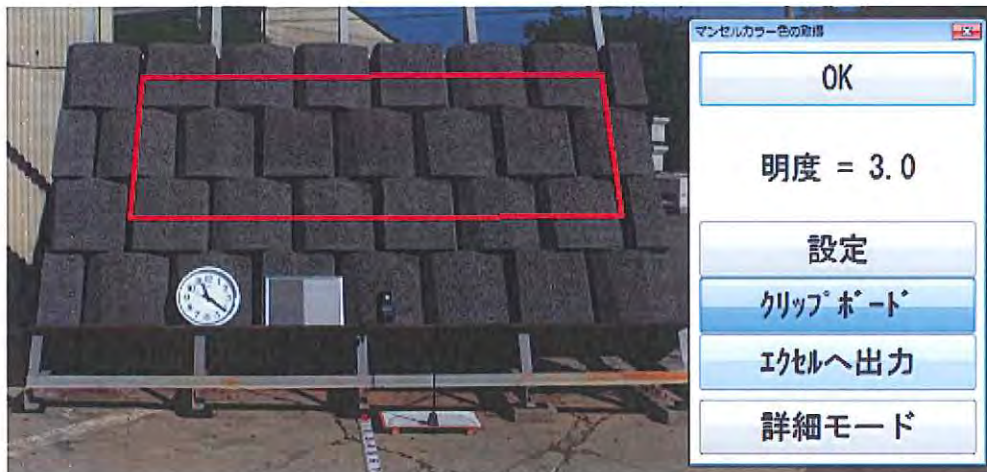 マンセルカラー色の取得
OK
明度 = 3.0
設定
クリップボード
エクセルへ出力
詳細モード